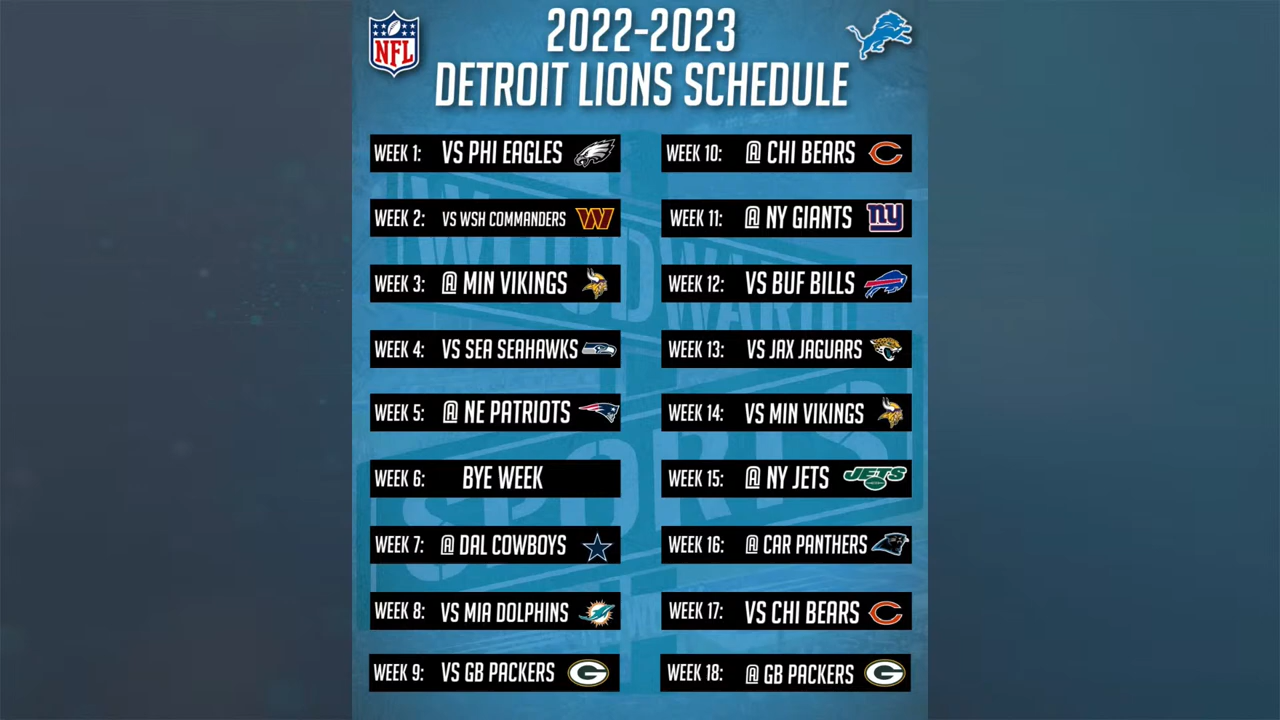 NFL
2022-2023
DETROIT LIONS SCHEDULE
WEEK 1: VS PHI EAGLES
WEEK 2: VS WSH COMMANDERS
WEEK 3: @ MIN VIKINGS
WEEK 4: VS SEA SEAHAWKS
WEEK 5: @ NE PATRIOTS
WEEK 6: BYE WEEK
WEEK 7: @ DAL COWBOYS
WEEK 8: VS MIA DOLPHINS
WEEK 9: VS GB PACKERS G
WEEK 10: @ CHI BEARS
WEEK 11: @ NY GIANTS ny
WEEK 12: VS BUF BILLS
WEEK 13: VS JAX JAGUARS
WEEK 14: VS MIN VIKINGS
WEEK 15: @ NY JETS JETS
WEEK 16: @ CAR PANTHERS
WEEK 17: VS CHI BEARS
WEEK 18: @ GB PACKERS G
WOODWARD
SPORTS